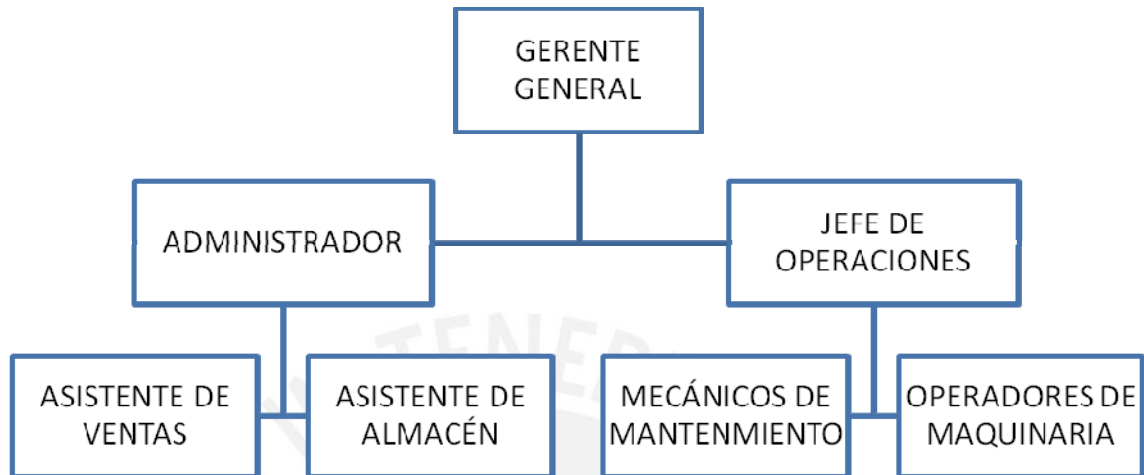 GERENTE
GENERAL
ADMINISTRADOR
JEFE DE
OPERACIONES
ASISTENTE DE
VENTAS
ASISTENTE DE
ALMACÉN
MECÁNICOS DE
MANTENMIENTO
OPERADORES DE
MAQUINARIA